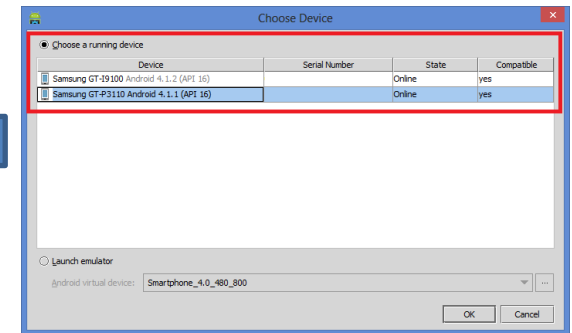 Choose Device
Choose a running device
Device Serial Number State Compatible
Samsung GT-I9100 Android 4.1.2 (API 16) Online yes
Samsung GT-P3110 Android 4.1.1 (API 16) Online yes
Launch emulator
Android virtual device: Smartphone_4.0_480_800 ...
OK Cancel